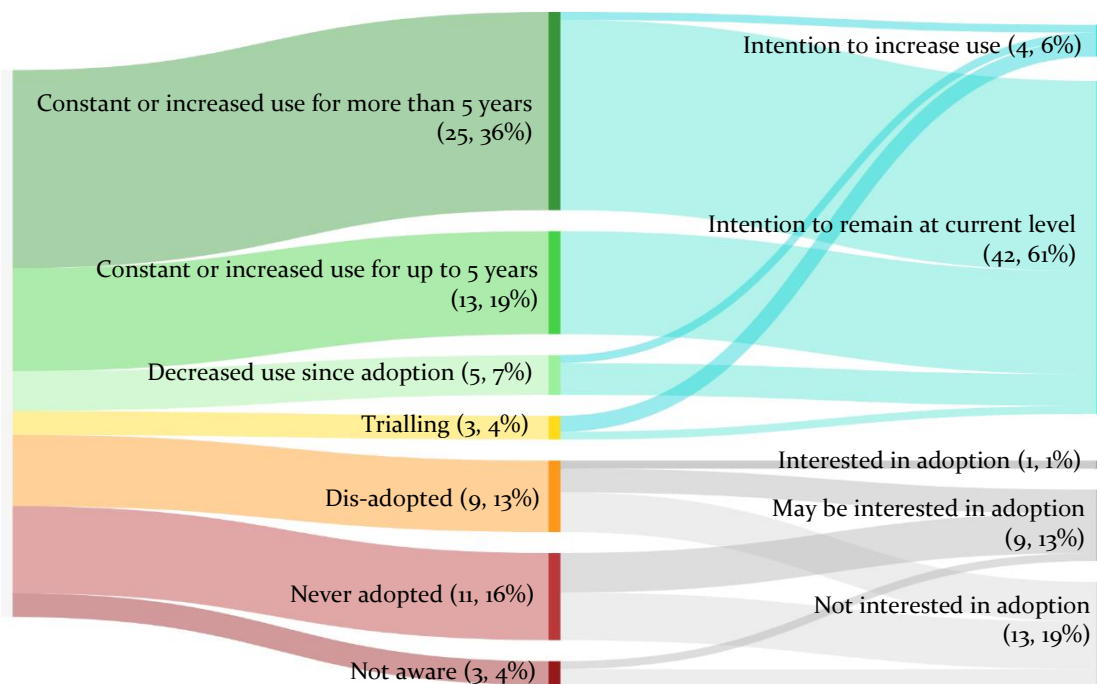 Constant or increased use for more than 5 years
(25, 36%)
Constant or increased use for up to 5 years
(13, 19%)
Decreased use since adoption (5, 7%)
Trialling (3, 4%)
Dis-adopted (9, 13%)
Never adopted (11, 16%)
Not aware (3, 4%)
Intention to increase use (4, 6%)
Intention to remain at current level
(42, 61%)
Interested in adoption (1, 1%)
May be interested in adoption
(9, 13%)
Not interested in adoption
(13, 19%)